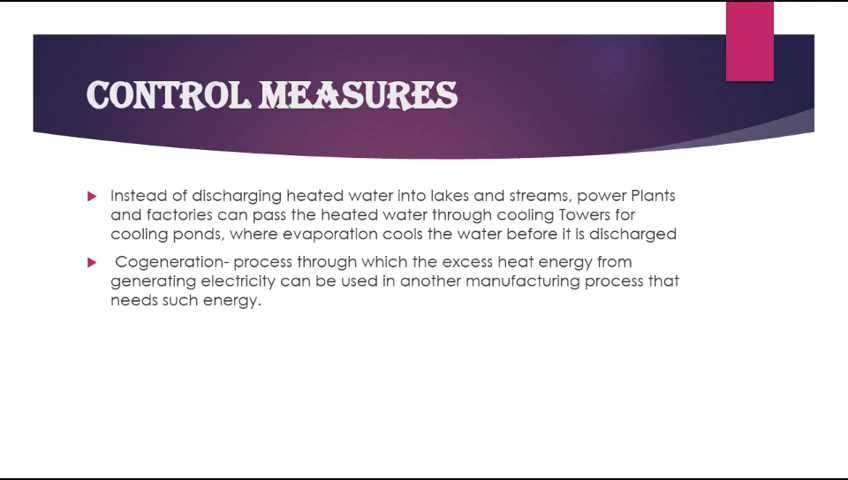 CONTROL MEASURES
Instead of discharging heated water into lakes and streams, power Plants
and factories can pass the heated water through cooling Towers for
cooling ponds, where evaporation cools the water before it is discharged
Cogeneration- process through which the excess heat energy from
generating electricity can be used in another manufacturing process that
needs such energy.